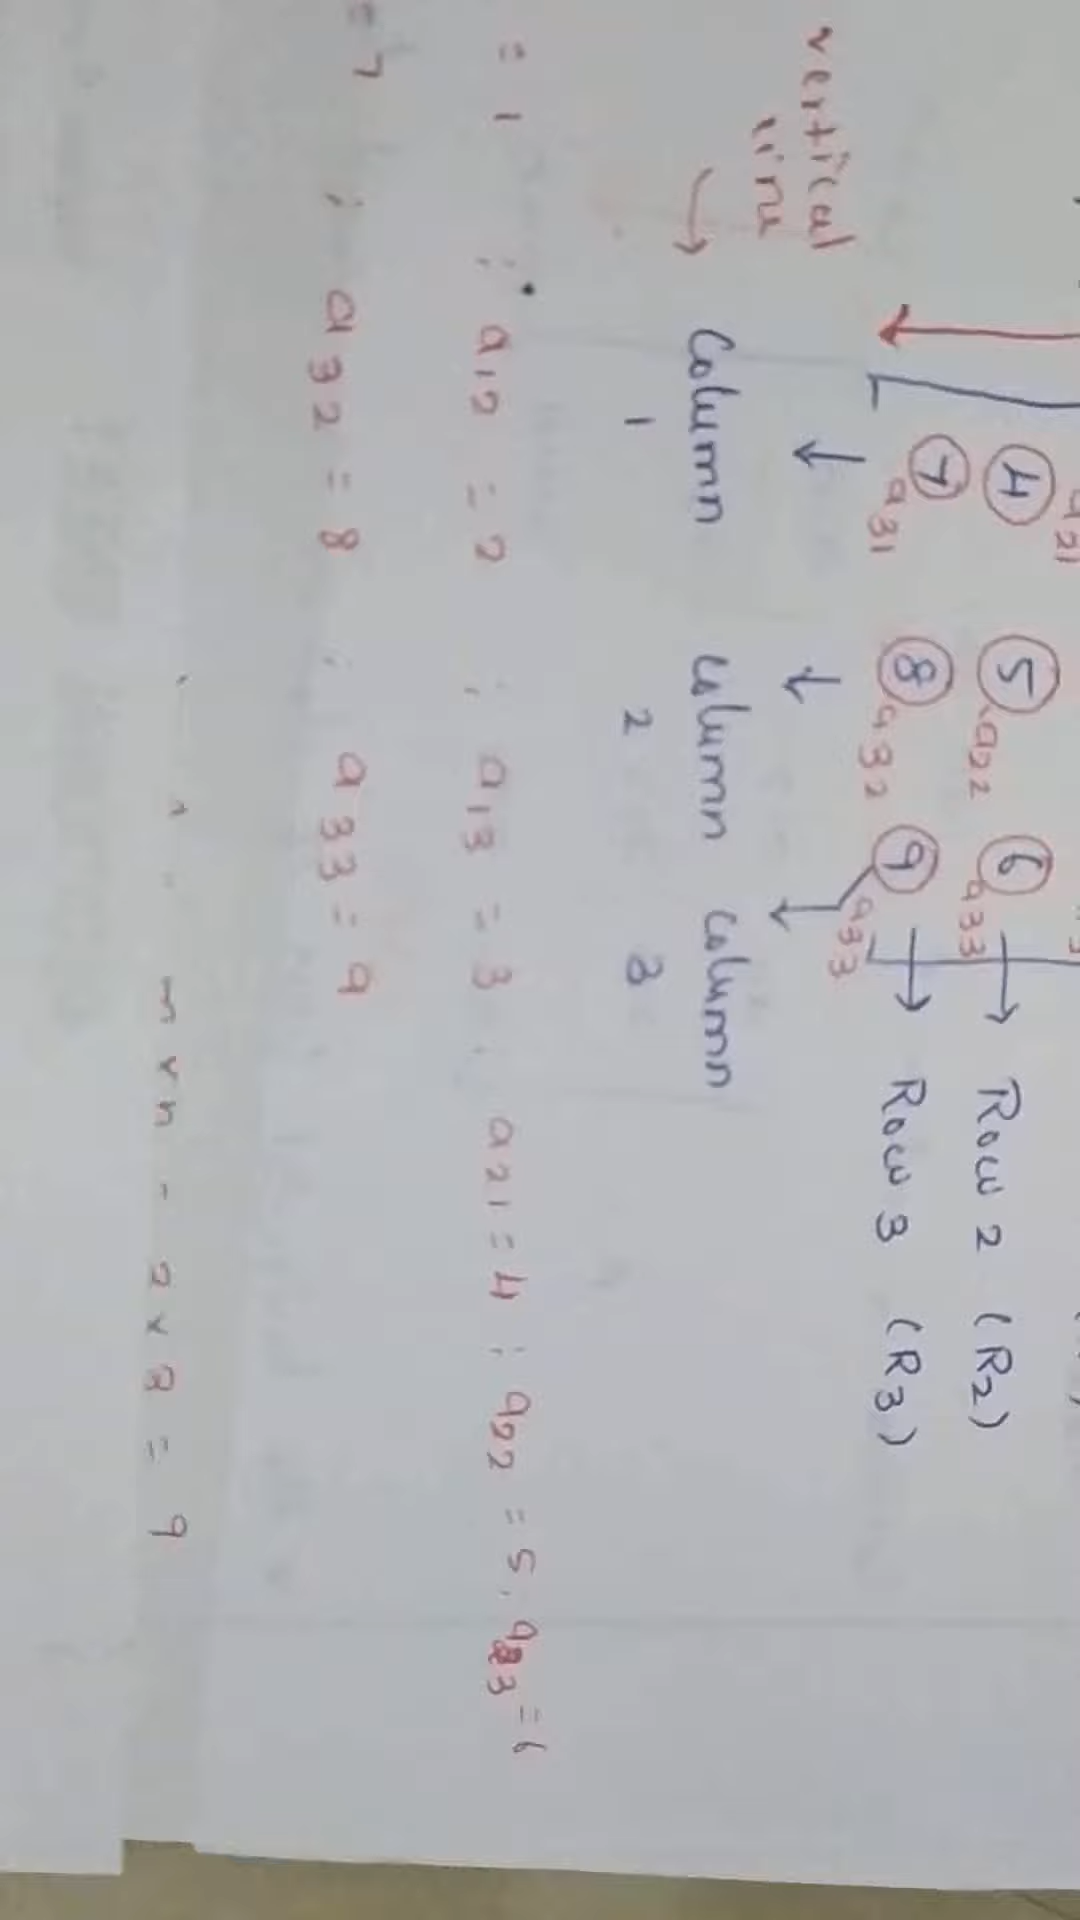 4 a21 5 a22 6 a33 → Row 2 (R2)
7 a31 8 a32 9 a33 → Row 3 (R3)
vertical
line → Column column column
1 2 3
= 1 ; a12 = 2 ; a13 = 3 , a21 = 4 ; a22 = 5, a23 = 6
= 7 ; a32 = 8 ; a33 = 9
m x n - 3 x 3 = 9